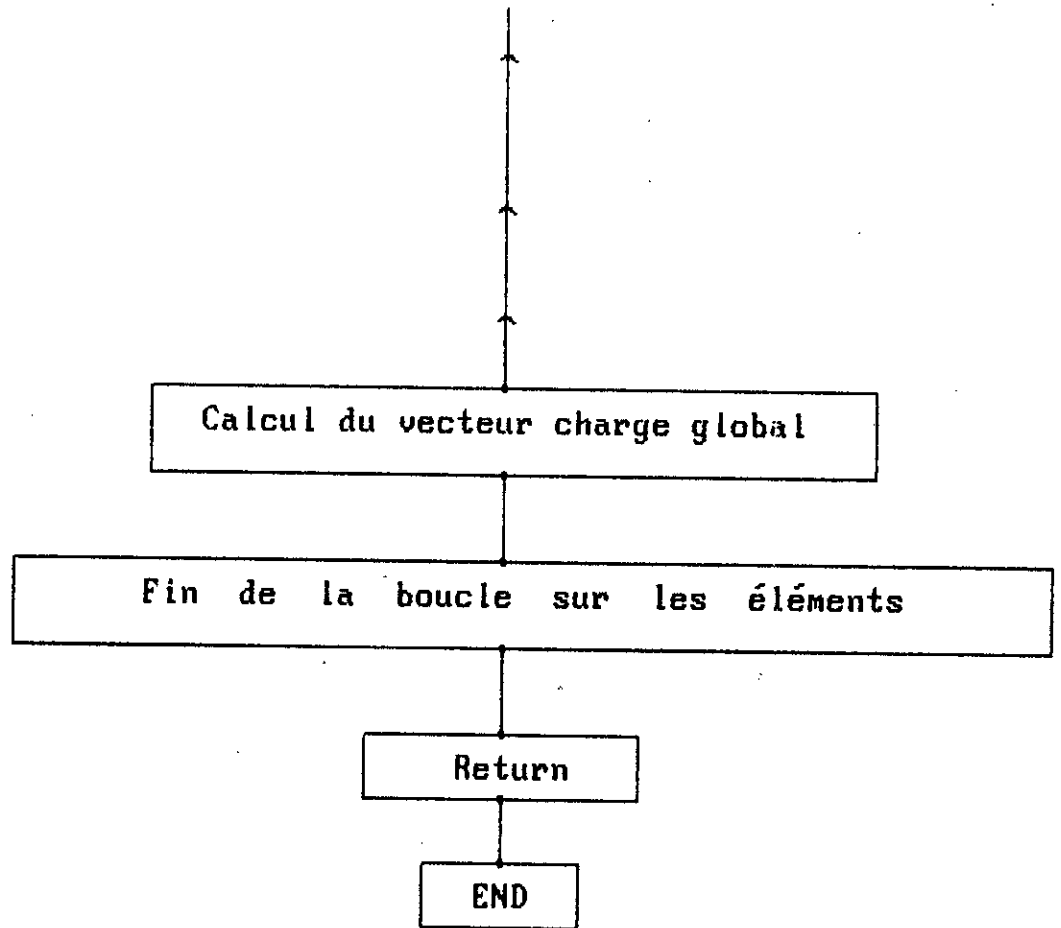 Calcul du vecteur charge global
Fin de la boucle sur les éléments
Return
END